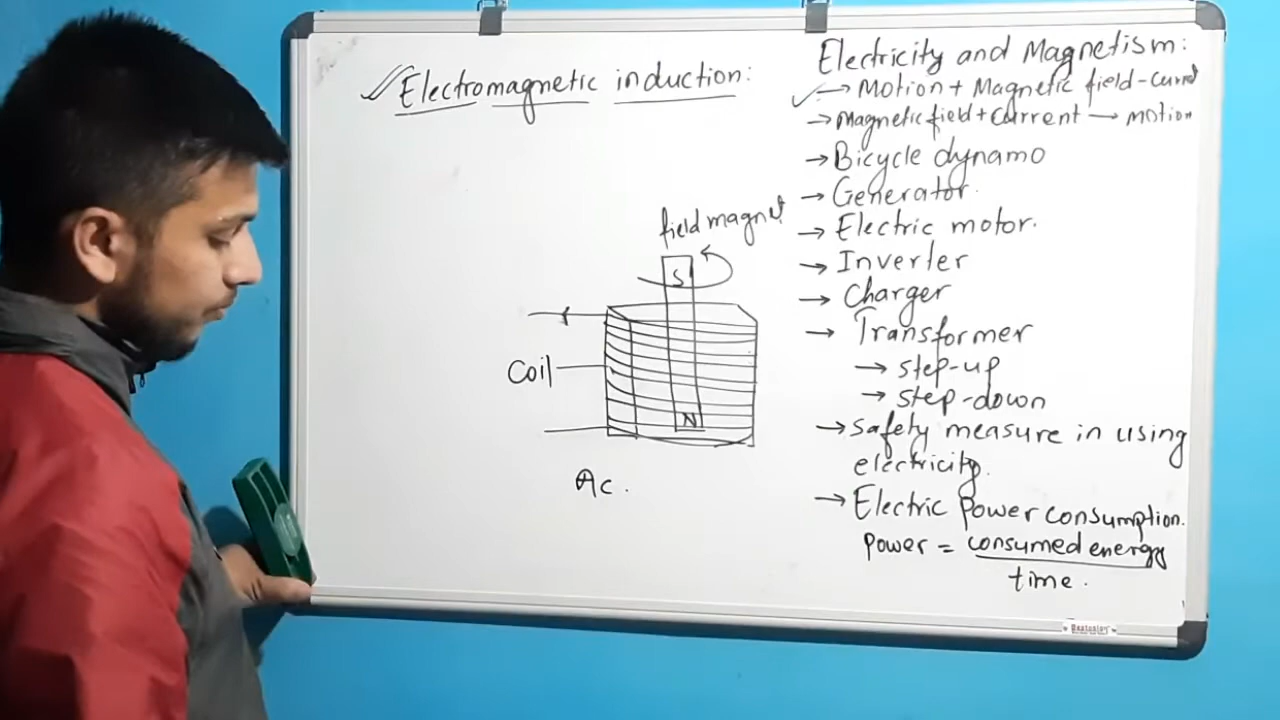 Electromagnetic induction:
field magnet
S
Coil
N
AC.
Electricity and Magnetism:
→ Motion + Magnetic field - current
→ Magnetic field + Current → motion
→ Bicycle dynamo
→ Generator.
→ Electric motor.
→ Inverter
→ Charger
→ Transformer
→ step-up
→ step-down
→ Safety measure in using
electricity.
→ Electric power consumption.
Power = consumed energy
time.